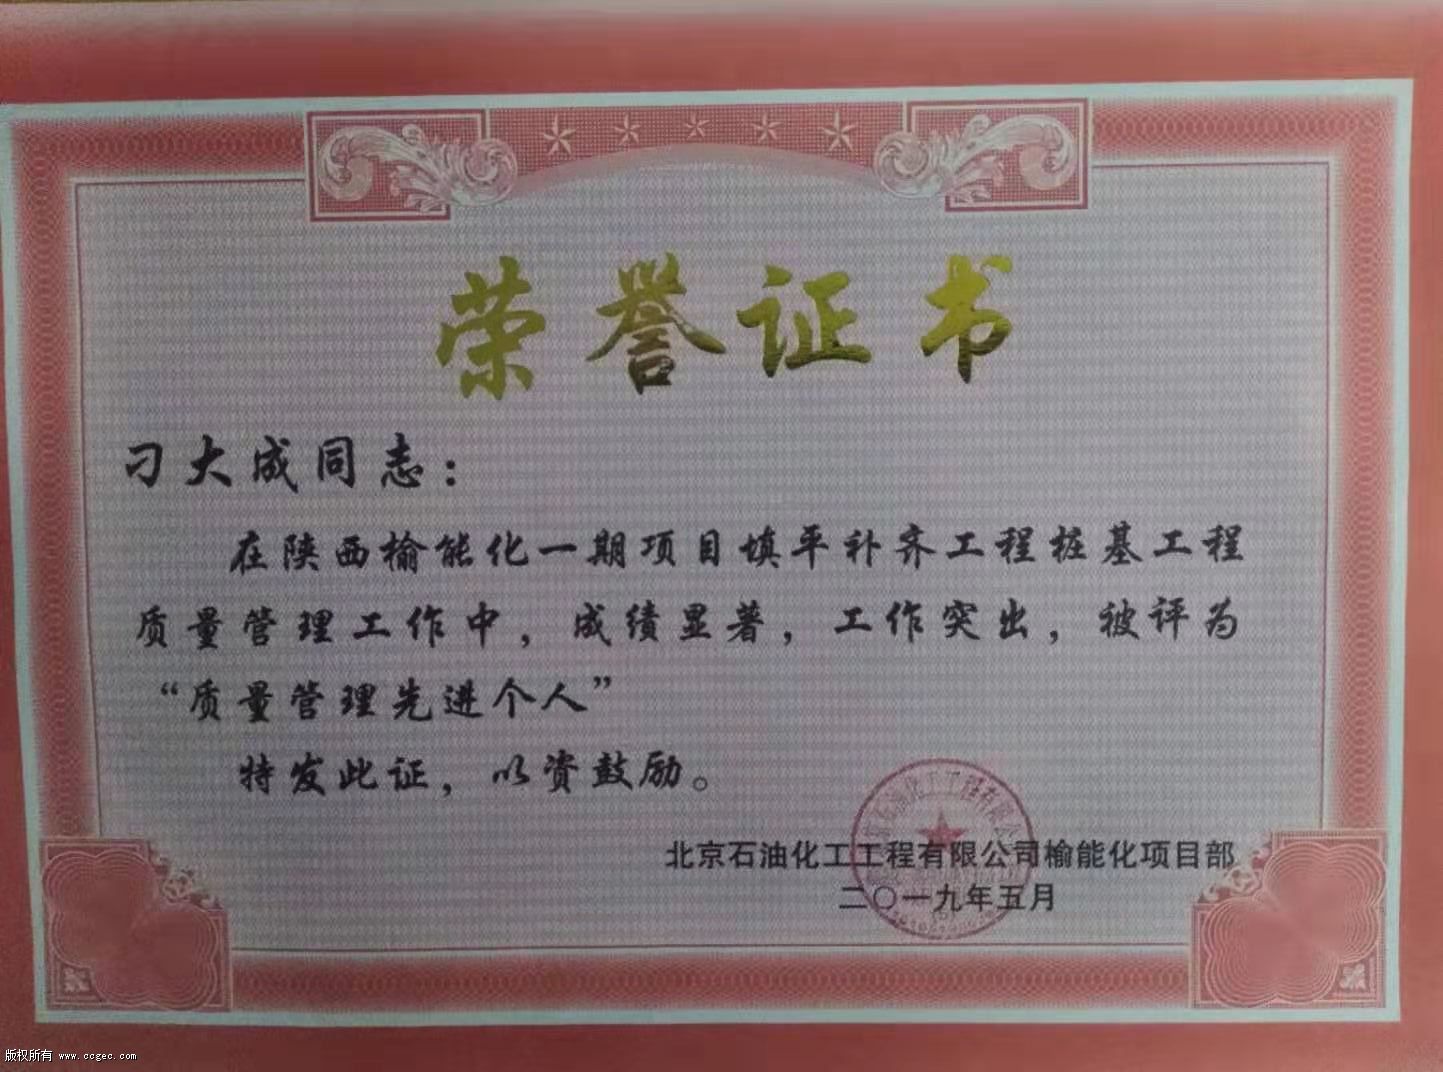 荣誉证书
刁大成同志：
在陕西榆能化一期项目填平补齐工程桩基工程
质量管理工作中，成绩显著，工作突出，被评为
“质量管理先进个人”
特发此证，以资鼓励。
北京石油化工工程有限公司榆能化项目部
二〇一九年五月
版权所有 www.ccgec.com